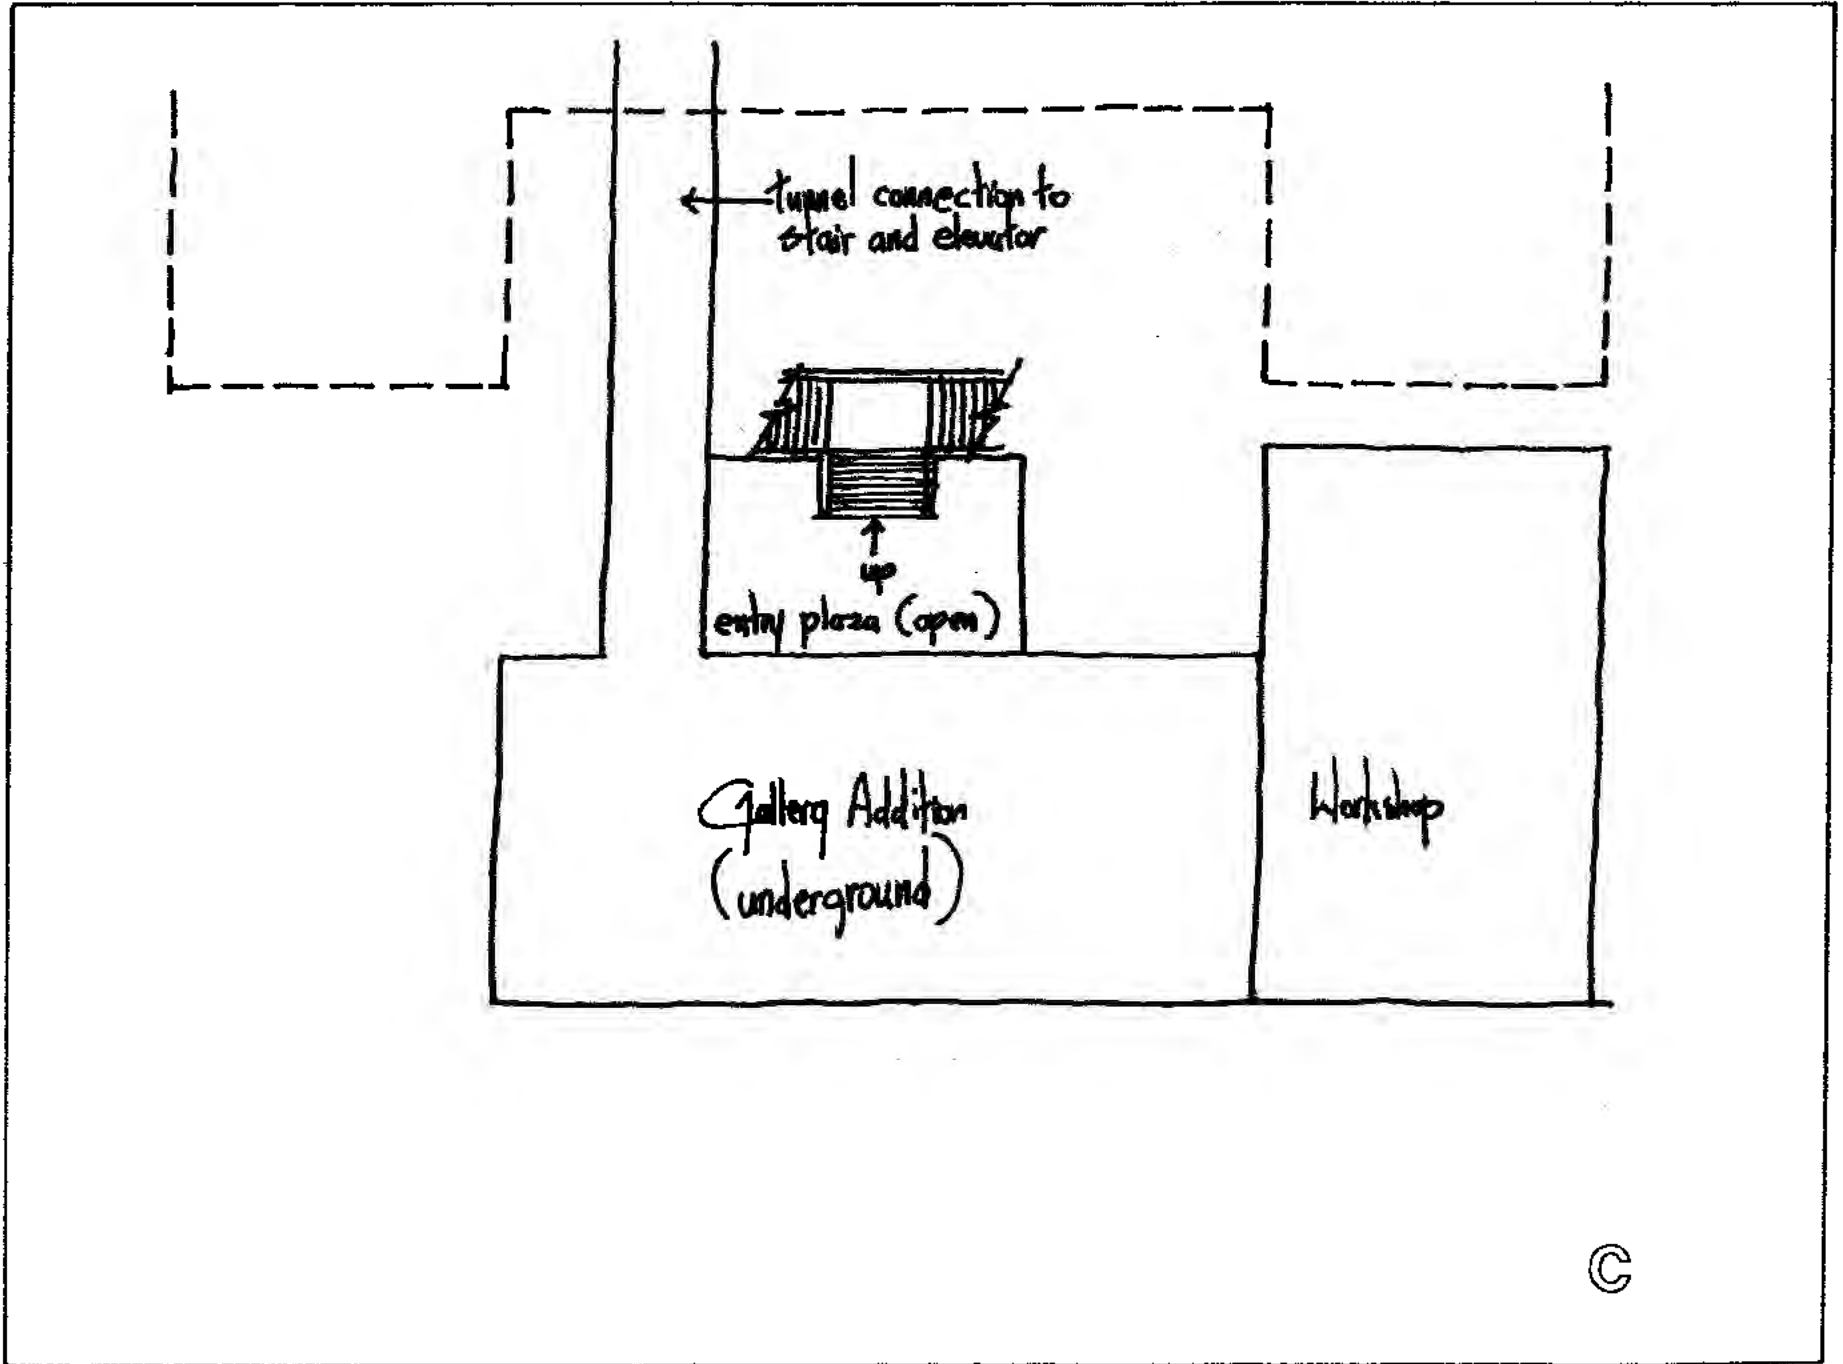 tunnel connection to
stair and elevator
up
entry plaza (open)
Gallery Addition
(underground)
Workshop
C